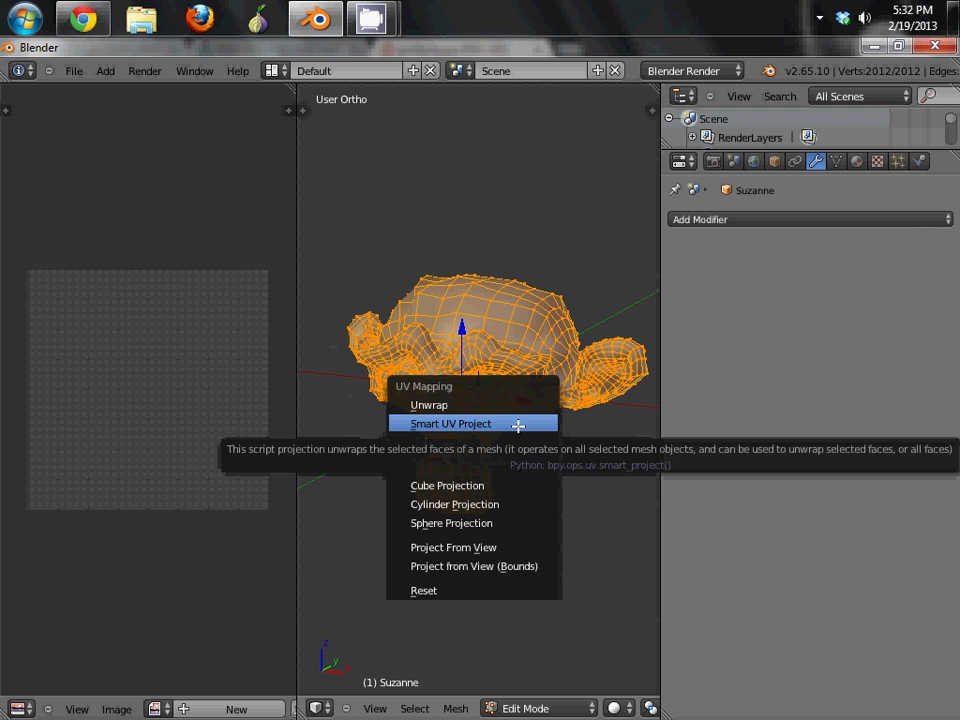 5:32 PM
2/19/2013
Blender
File Add Render Window Help Default Scene Blender Render v2.65.10 | Verts:2012/2012 | Edges:
User Ortho
View Search All Scenes
Scene
RenderLayers
Suzanne
Add Modifier
UV Mapping
Unwrap
Smart UV Project
This script projection unwraps the selected faces of a mesh (it operates on all selected mesh objects, and can be used to unwrap selected faces, or all faces)
Python: bpy.ops.uv.smart_project()
Cube Projection
Cylinder Projection
Sphere Projection
Project From View
Project from View (Bounds)
Reset
z
y
x
(1) Suzanne
View Image New View Select Mesh Edit Mode